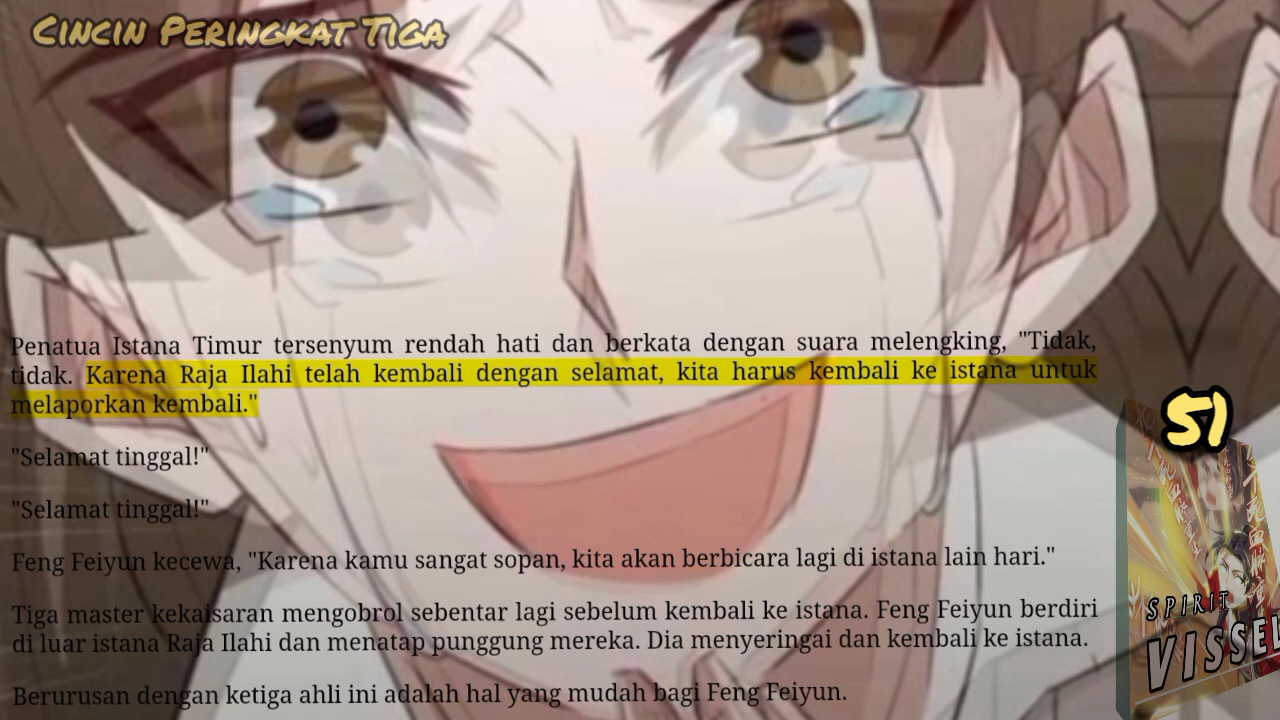 Cincin Peringkat Tiga
Penatua Istana Timur tersenyum rendah hati dan berkata dengan suara melengking, "Tidak,
tidak. Karena Raja Ilahi telah kembali dengan selamat, kita harus kembali ke istana untuk
melaporkan kembali."
"Selamat tinggal!"
"Selamat tinggal!"
Feng Feiyun kecewa, "Karena kamu sangat sopan, kita akan berbicara lagi di istana lain hari."
Tiga master kekaisaran mengobrol sebentar lagi sebelum kembali ke istana. Feng Feiyun berdiri
di luar istana Raja Ilahi dan menatap punggung mereka. Dia menyeringai dan kembali ke istana.
Berurusan dengan ketiga ahli ini adalah hal yang mudah bagi Feng Feiyun.
51
SPIRIT
VISSEL